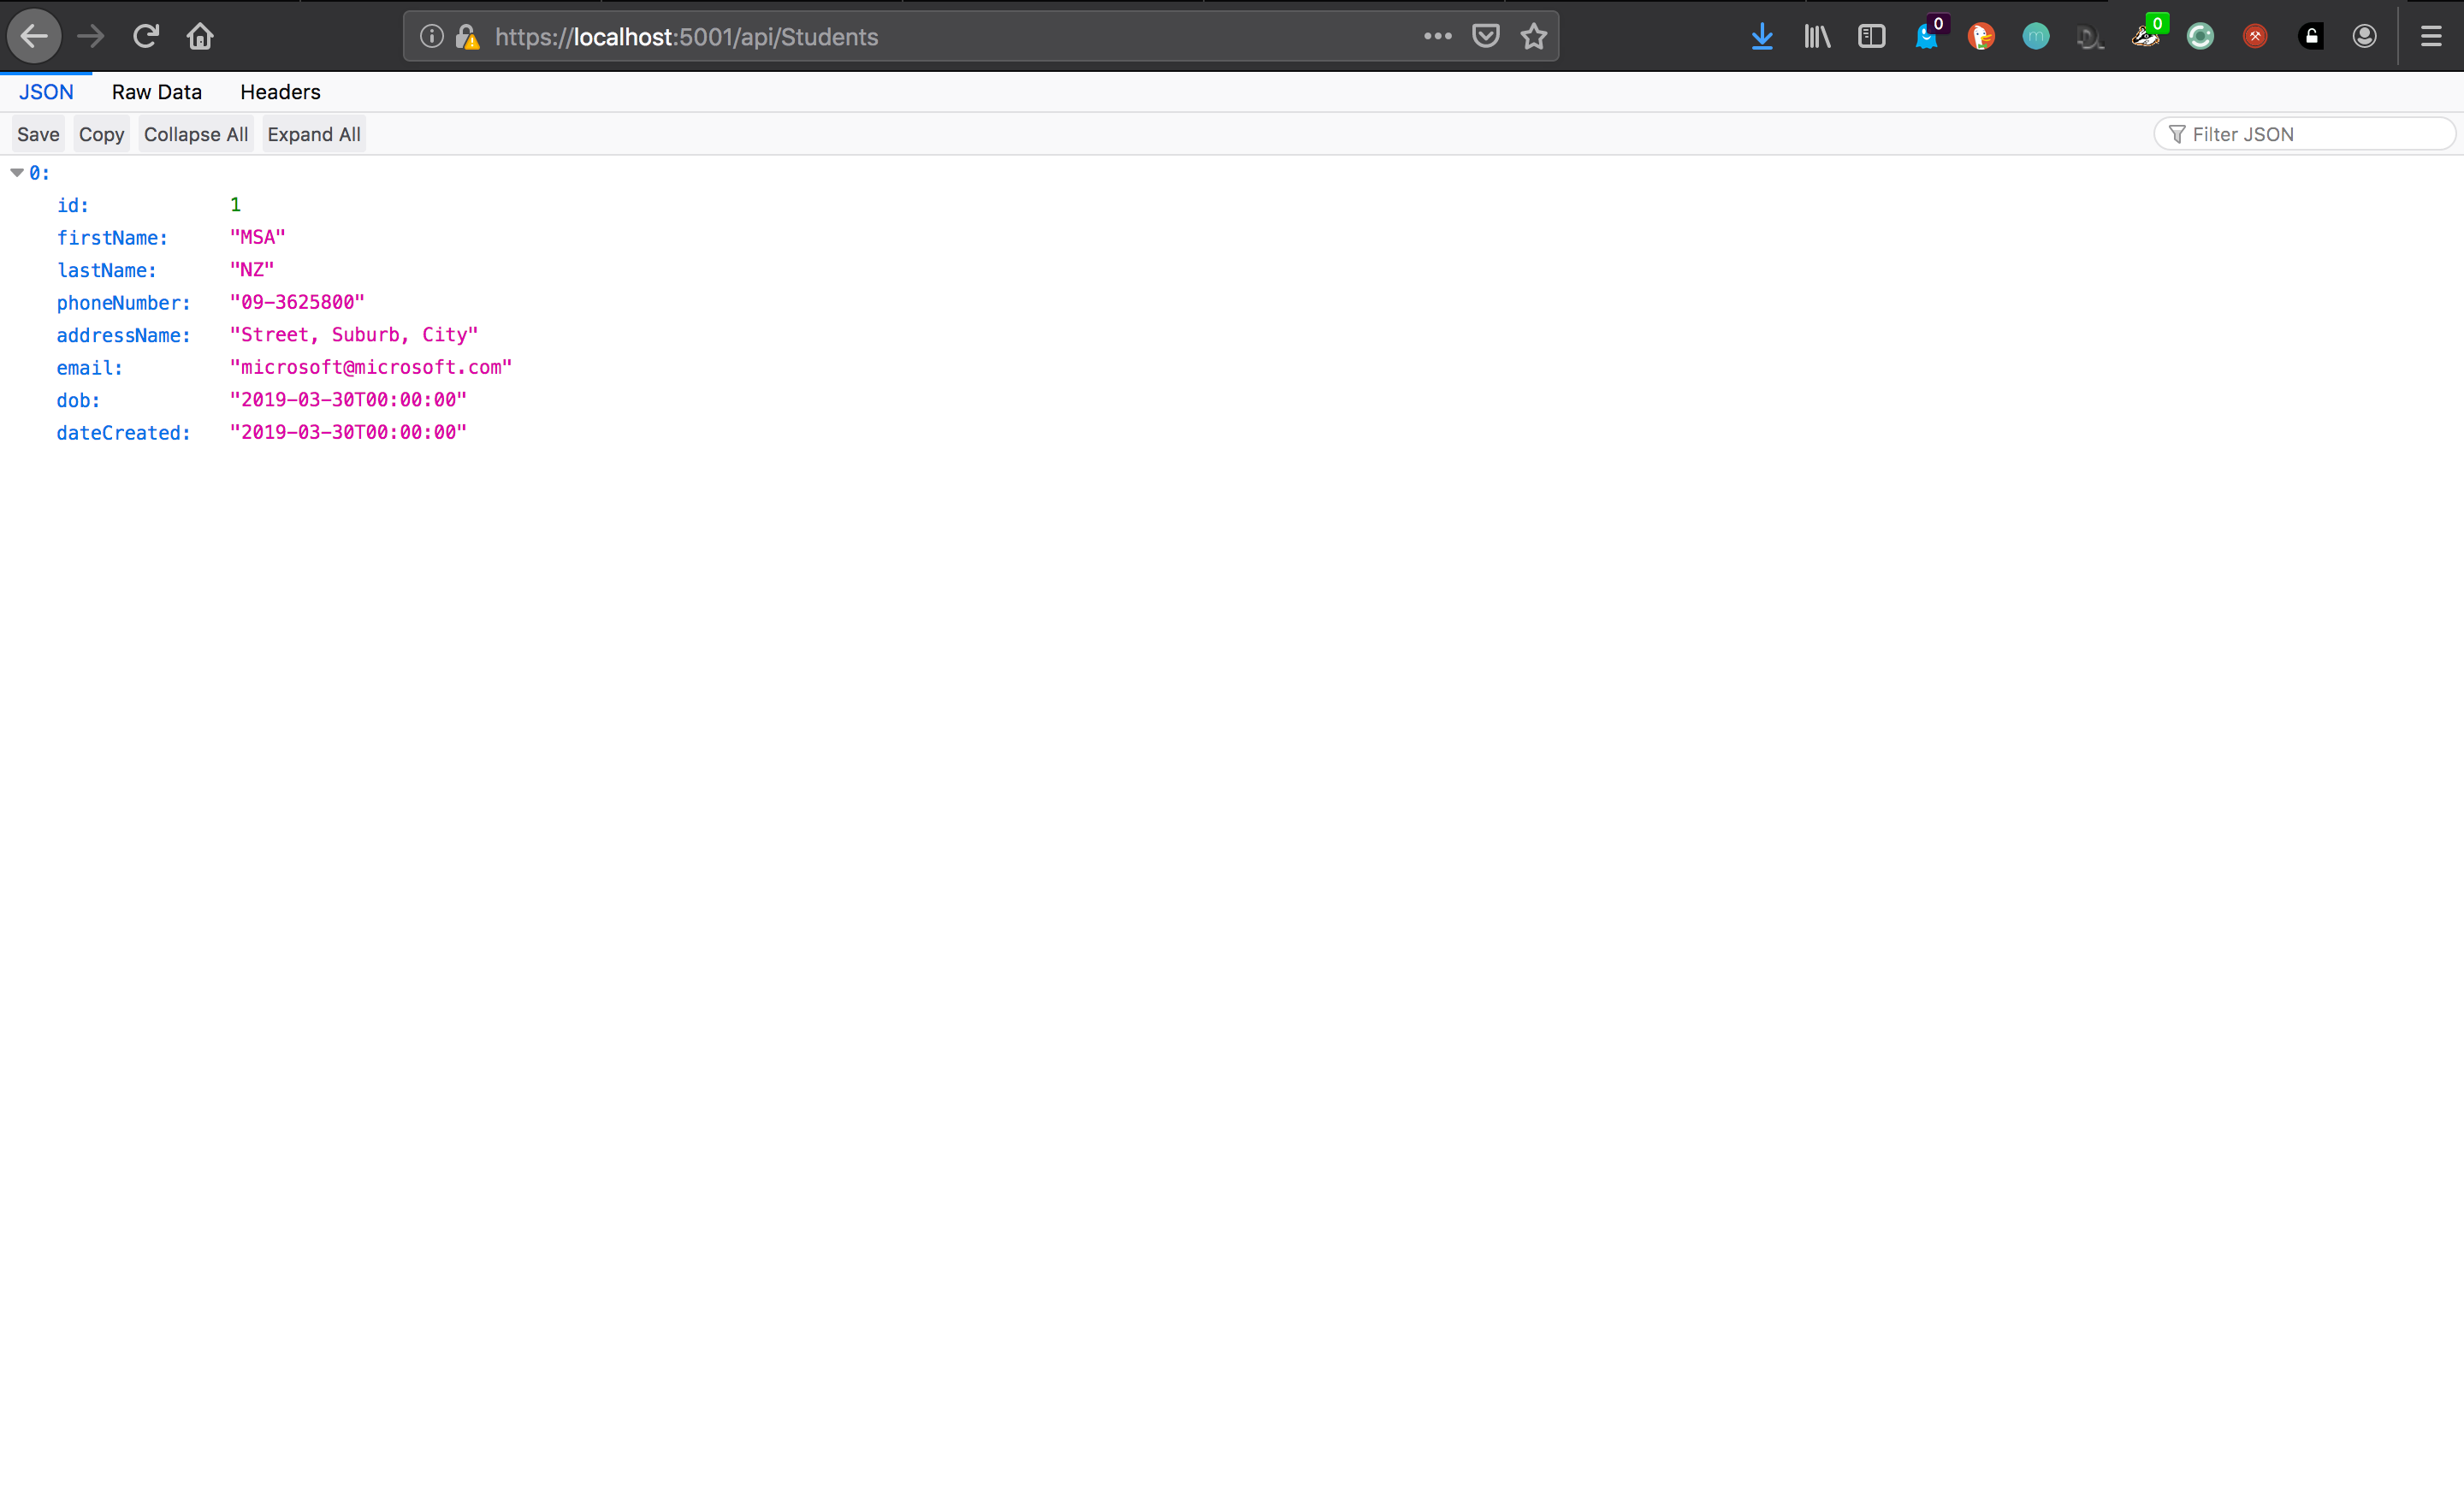 https://localhost:5001/api/Students
0
m
D.
0
JSON Raw Data Headers
Save Copy Collapse All Expand All Filter JSON
0:
id: 1
firstName: "MSA"
lastName: "NZ"
phoneNumber: "09-3625800"
addressName: "Street, Suburb, City"
email: "microsoft@microsoft.com"
dob: "2019-03-30T00:00:00"
dateCreated: "2019-03-30T00:00:00"